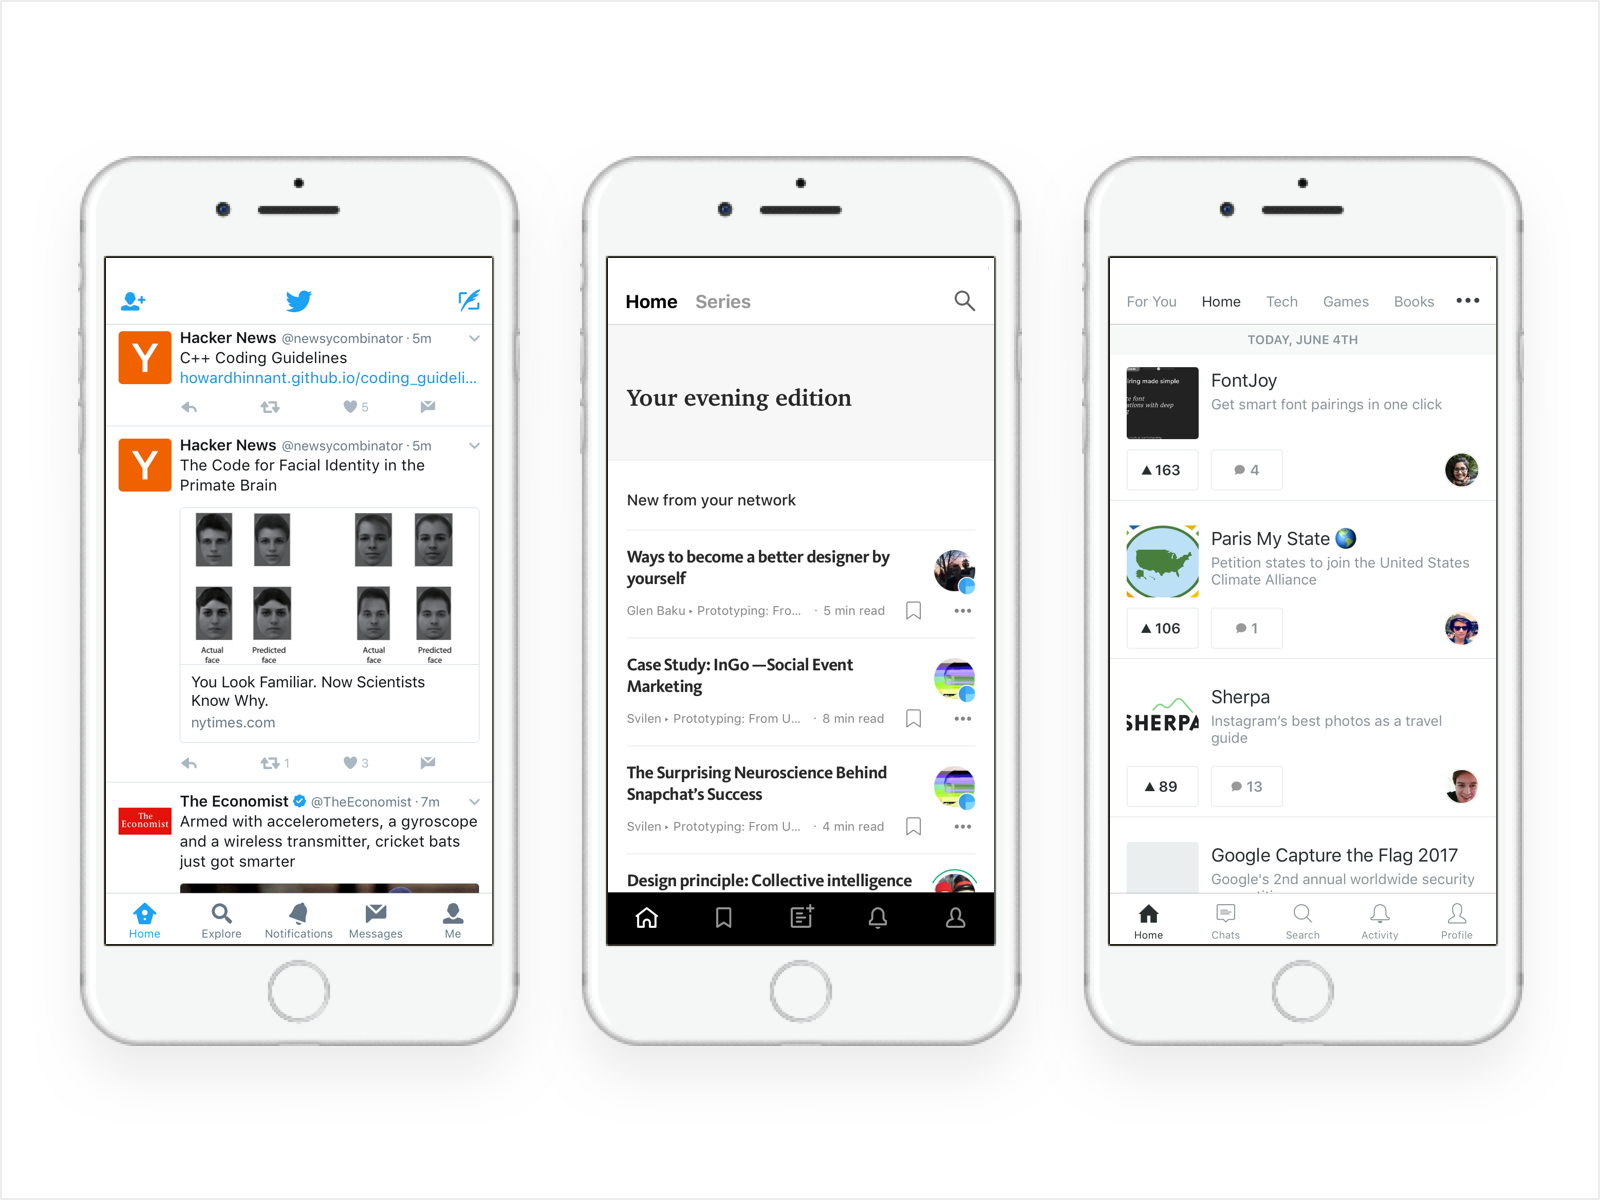 Hacker News @newsycombinator · 5m
C++ Coding Guidelines
howardhinnant.github.io/coding_guideli...
5
Hacker News @newsycombinator · 5m
The Code for Facial Identity in the
Primate Brain
Actual face
Predicted face
Actual face
Predicted face
You Look Familiar. Now Scientists
Know Why.
nytimes.com
1
3
The Economist @TheEconomist · 7m
The Economist
Armed with accelerometers, a gyroscope
and a wireless transmitter, cricket bats
just got smarter
Home Explore Notifications Messages Me
Home Series
Your evening edition
New from your network
Ways to become a better designer by
yourself
Glen Baku ▸ Prototyping: Fro... · 5 min read
Case Study: InGo —Social Event
Marketing
Svilen ▸ Prototyping: From U... · 8 min read
The Surprising Neuroscience Behind
Snapchat’s Success
Svilen ▸ Prototyping: From U... · 4 min read
Design principle: Collective intelligence
For You Home Tech Games Books
TODAY, JUNE 4TH
iring made simple
FontJoy
Get smart font pairings in one click
163
4
Paris My State
Petition states to join the United States
Climate Alliance
106
1
SHERPA
Sherpa
Instagram’s best photos as a travel
guide
89
13
Google Capture the Flag 2017
Google's 2nd annual worldwide security
Home Chats Search Activity Profile